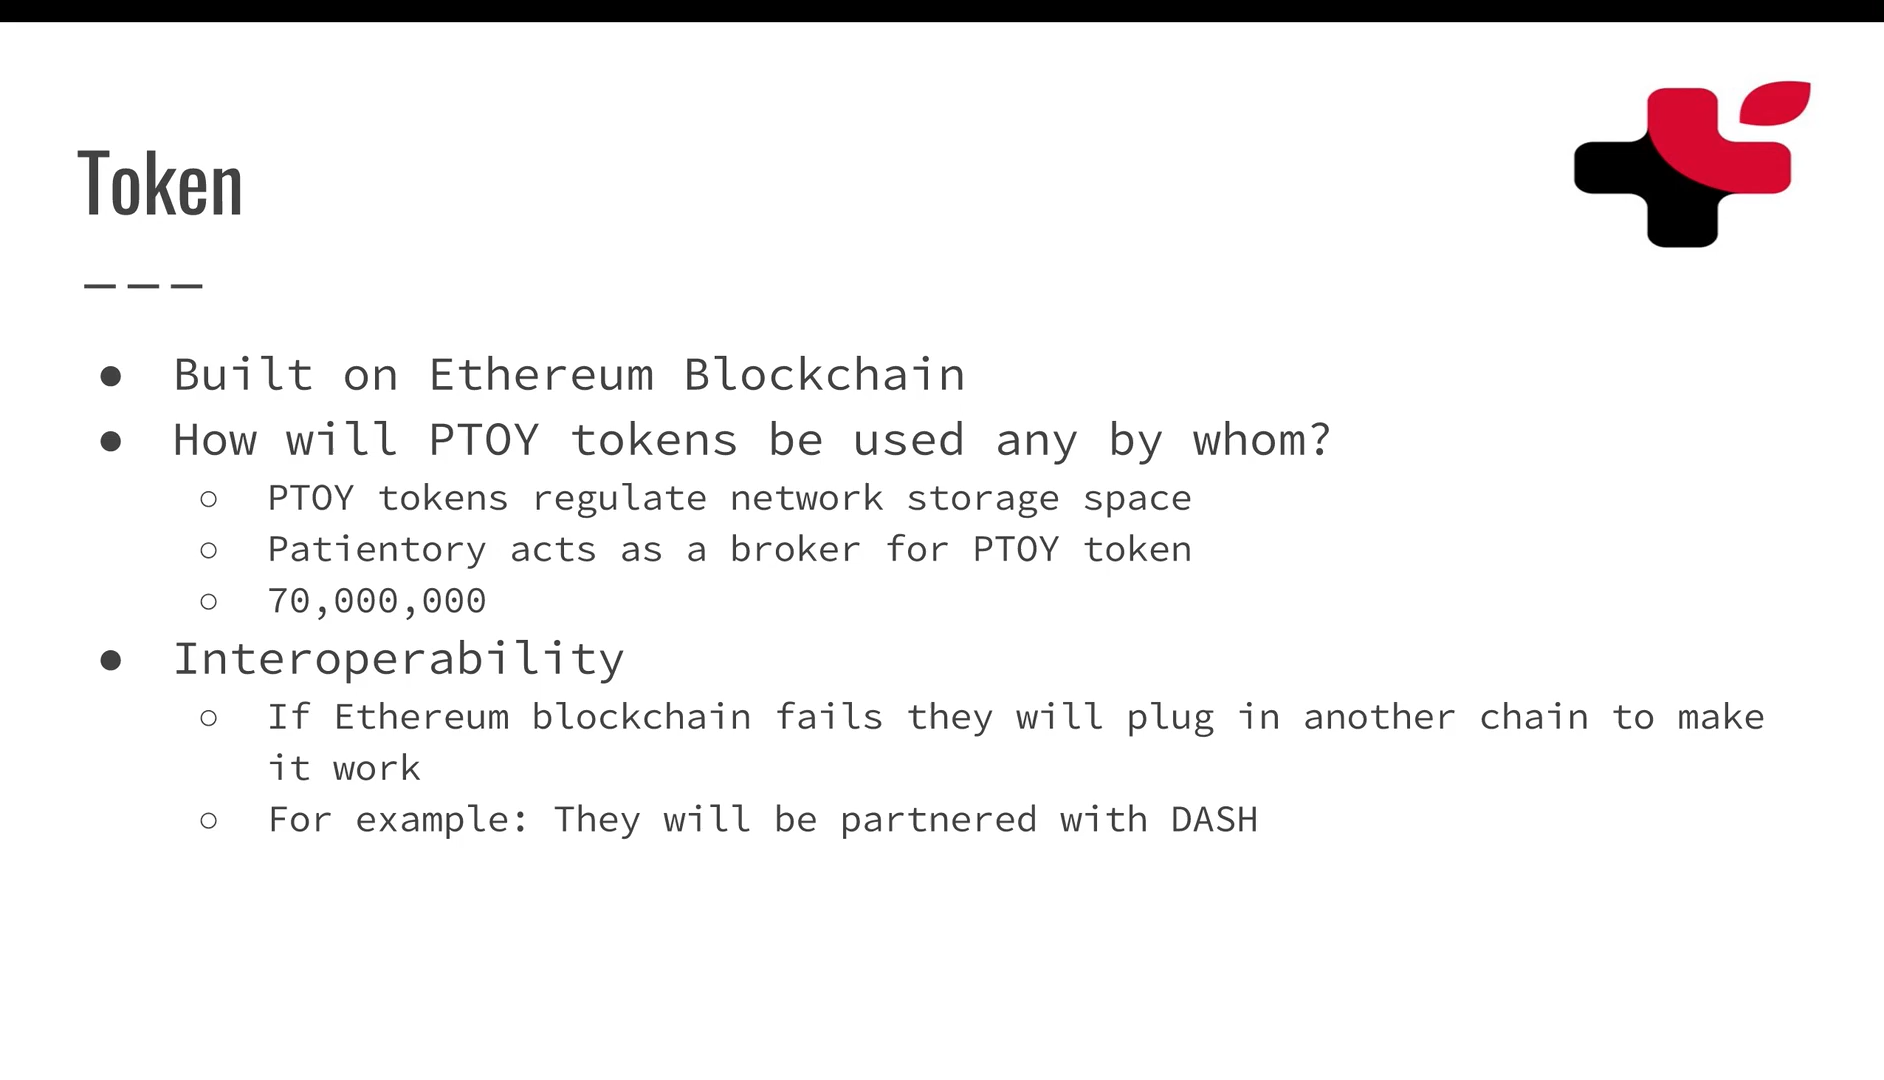 Token
● Built on Ethereum Blockchain
● How will PTOY tokens be used any by whom?
○ PTOY tokens regulate network storage space
○ Patientory acts as a broker for PTOY token
○ 70,000,000
● Interoperability
○ If Ethereum blockchain fails they will plug in another chain to make
it work
○ For example: They will be partnered with DASH